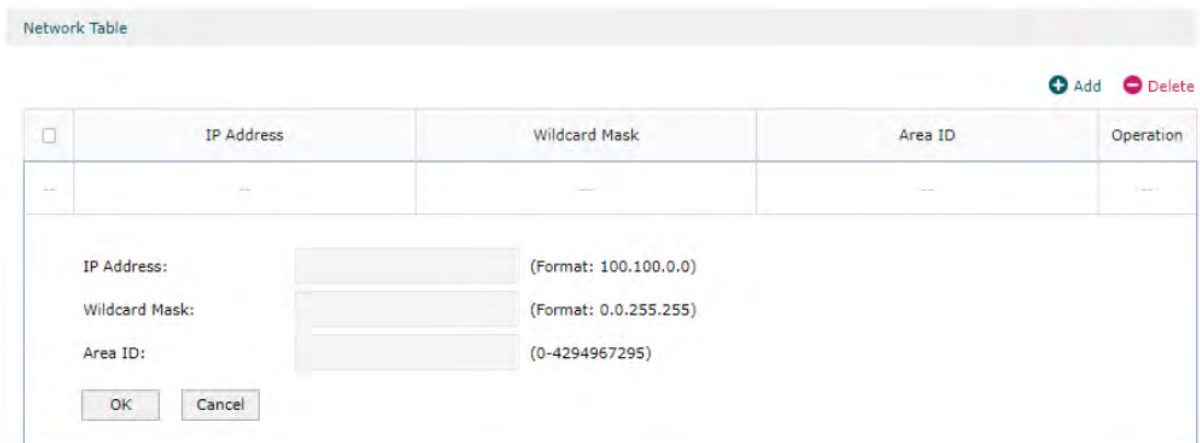 Network Table
Add Delete
IP Address Wildcard Mask Area ID Operation
-- -- -- -- --
IP Address: (Format: 100.100.0.0)
Wildcard Mask: (Format: 0.0.255.255)
Area ID: (0-4294967295)
OK Cancel